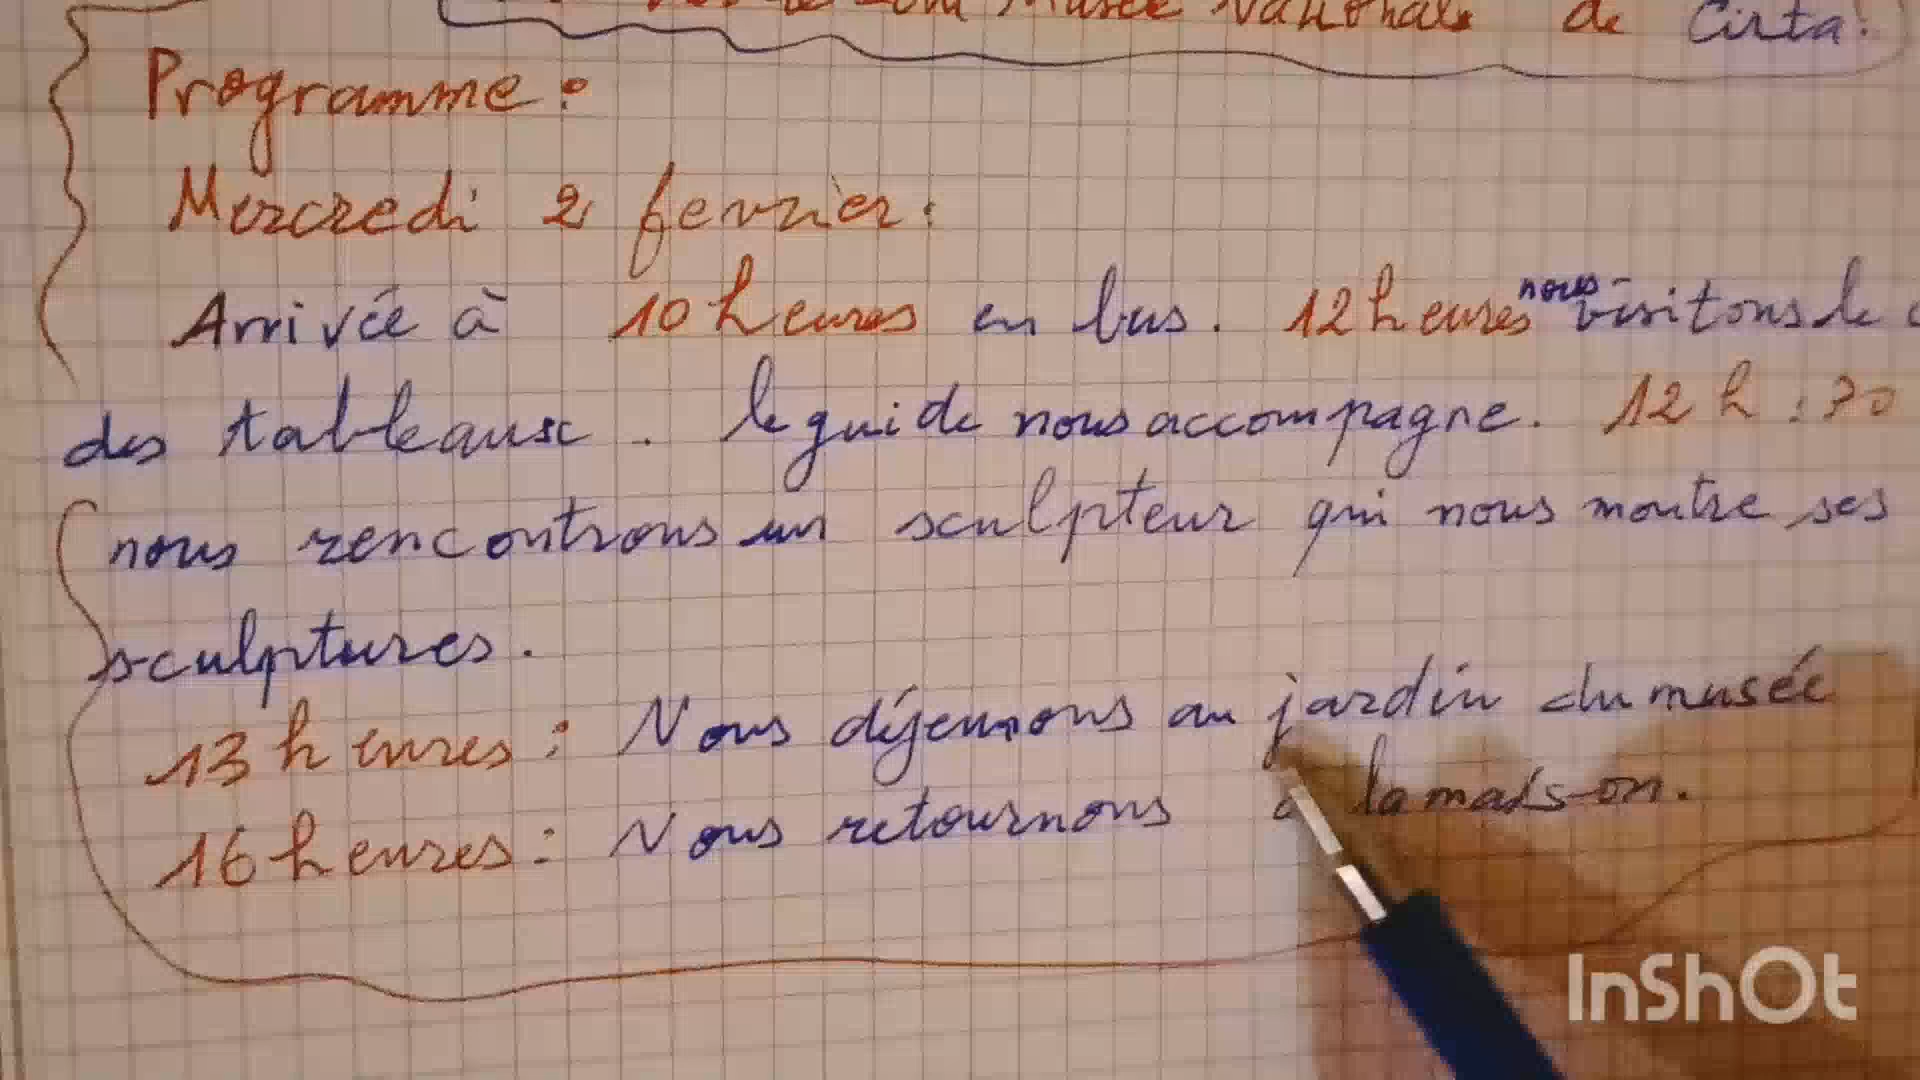 Musée Nationale de Cirta.
Programme :
Mercredi 2 fevrier :
Arrivée à 10 heures en bus. 12 heures nous visitons le
des tableaux. le guide nous accompagne. 12 h : 30
nous rencontrons un sculpteur qui nous montre ses
sculptures.
13 heures : Nous déjeunons au jardin du musée
16 heures : Nous retournons à la maison.
InShOt